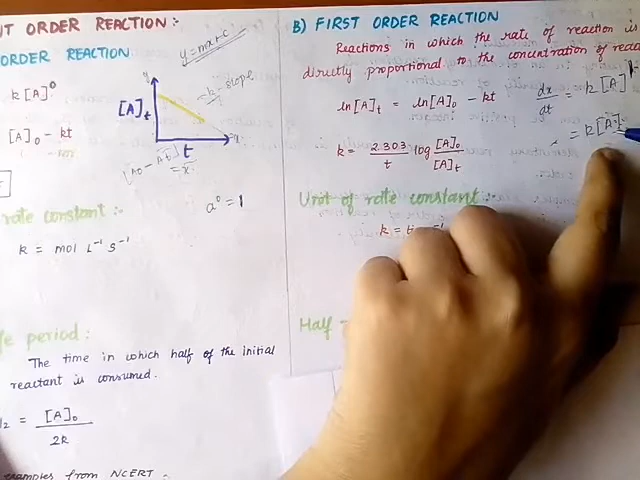 T ORDER REACTION :-
ORDER REACTION
y = mx + c
k[A]⁰
[A]ₜ
-k slope
t
[A]₀ - kt
= x
rate constant :-
a⁰ = 1
k = mol L⁻¹ s⁻¹
period :
The time in which half of the initial
reactant is consumed.
= [A]₀ / 2k
examples from NCERT
B) FIRST ORDER REACTION
Reactions in which the rate of reaction is
directly proportional to the concentration of reac
ln[A]ₜ = ln[A]₀ - kt
dx/dt = k[A]¹
= k[A]
k = 2.303/t log [A]₀/[A]ₜ
Unit of rate constant :-
k =
Half -